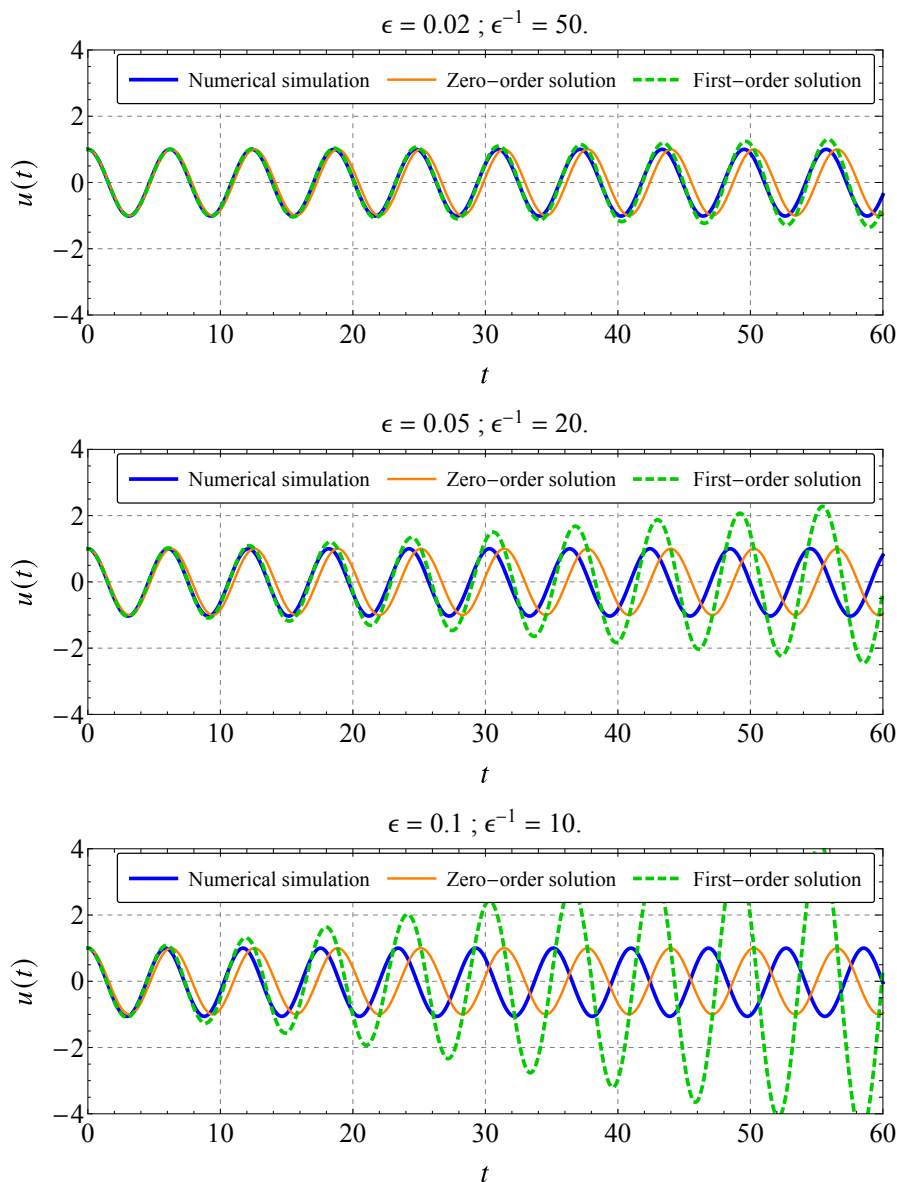 ϵ = 0.02 ; ϵ⁻¹ = 50.
Numerical simulation Zero−order solution First−order solution
u(t)
4
2
0
−2
−4
0 10 20 30 40 50 60
t
ϵ = 0.05 ; ϵ⁻¹ = 20.
Numerical simulation Zero−order solution First−order solution
u(t)
4
2
0
−2
−4
0 10 20 30 40 50 60
t
ϵ = 0.1 ; ϵ⁻¹ = 10.
Numerical simulation Zero−order solution First−order solution
u(t)
4
2
0
−2
−4
0 10 20 30 40 50 60
t